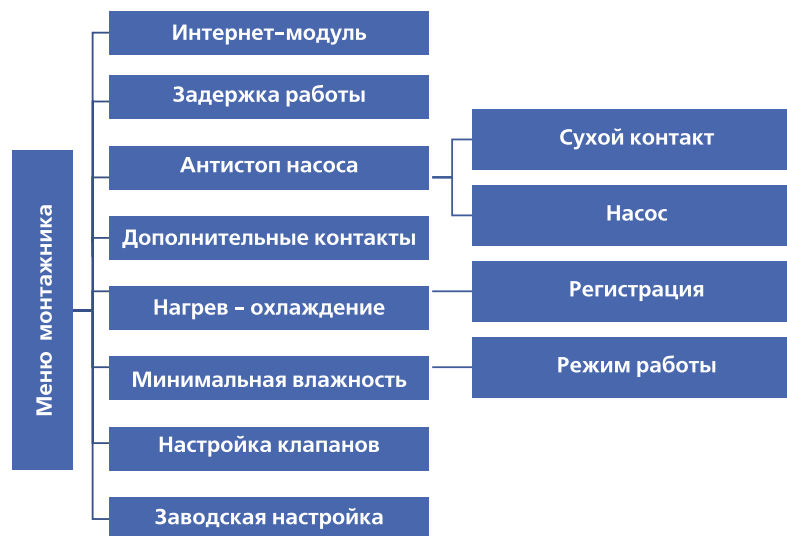 Меню монтажника
Интернет-модуль
Задержка работы
Антистоп насоса
Дополнительные контакты
Нагрев - охлаждение
Минимальная влажность
Настройка клапанов
Заводская настройка
Сухой контакт
Насос
Регистрация
Режим работы